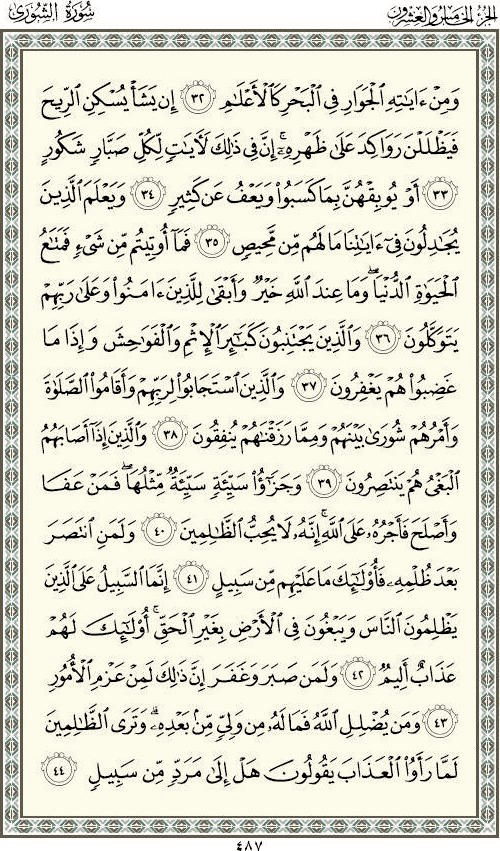 الجزء الخامس والعشرون
سورة الشورى
وَمِنْ ءَايَٰتِهِ ٱلْجَوَارِ فِى ٱلْبَحْرِ كَٱلْأَعْلَٰمِ ٣٢ إِن يَشَأْ يُسْكِنِ ٱلرِّيحَ
فَيَظْلَلْنَ رَوَاكِدَ عَلَىٰ ظَهْرِهِۦٓ ۚ إِنَّ فِى ذَٰلِكَ لَءَايَٰتٍ لِّكُلِّ صَبَّارٍ شَكُورٍ
٣٣ أَوْ يُوبِقْهُنَّ بِمَا كَسَبُوا۟ وَيَعْفُ عَن كَثِيرٍ ٣٤ وَيَعْلَمَ ٱلَّذِينَ
يُجَٰدِلُونَ فِىٓ ءَايَٰتِنَا مَا لَهُم مِّن مَّحِيصٍ ٣٥ فَمَآ أُوتِيتُم مِّن شَىْءٍ فَمَتَٰعُ
ٱلْحَيَوٰةِ ٱلدُّنْيَا ۖ وَمَا عِندَ ٱللَّهِ خَيْرٌ وَأَبْقَىٰ لِلَّذِينَ ءَامَنُوا۟ وَعَلَىٰ رَبِّهِمْ
يَتَوَكَّلُونَ ٣٦ وَٱلَّذِينَ يَجْتَنِبُونَ كَبَٰٓئِرَ ٱلْإِثْمِ وَٱلْفَوَٰحِشَ وَإِذَا مَا
غَضِبُوا۟ هُمْ يَغْفِرُونَ ٣٧ وَٱلَّذِينَ ٱسْتَجَابُوا۟ لِرَبِّهِمْ وَأَقَامُوا۟ ٱلصَّلَوٰةَ
وَأَمْرُهُمْ شُورَىٰ بَيْنَهُمْ وَمِمَّا رَزَقْنَٰهُمْ يُنفِقُونَ ٣٨ وَٱلَّذِينَ إِذَآ أَصَابَهُمُ
ٱلْبَغْىُ هُمْ يَنتَصِرُونَ ٣٩ وَجَزَٰٓؤُا۟ سَيِّئَةٍ سَيِّئَةٌ مِّثْلُهَا ۖ فَمَنْ عَفَا
وَأَصْلَحَ فَأَجْرُهُۥ عَلَى ٱللَّهِ ۚ إِنَّهُۥ لَا يُحِبُّ ٱلظَّٰلِمِينَ ٤٠ وَلَمَنِ ٱنتَصَرَ
بَعْدَ ظُلْمِهِۦ فَأُو۟لَٰٓئِكَ مَا عَلَيْهِم مِّن سَبِيلٍ ٤١ إِنَّمَا ٱلسَّبِيلُ عَلَى ٱلَّذِينَ
يَظْلِمُونَ ٱلنَّاسَ وَيَبْغُونَ فِى ٱلْأَرْضِ بِغَيْرِ ٱلْحَقِّ ۚ أُو۟لَٰٓئِكَ لَهُمْ
عَذَابٌ أَلِيمٌ ٤٢ وَلَمَن صَبَرَ وَغَفَرَ إِنَّ ذَٰلِكَ لَمِنْ عَزْمِ ٱلْأُمُورِ
٤٣ وَمَن يُضْلِلِ ٱللَّهُ فَمَا لَهُۥ مِن وَلِىٍّ مِّنۢ بَعْدِهِۦ ۗ وَتَرَى ٱلظَّٰلِمِينَ
لَمَّا رَأَوُا۟ ٱلْعَذَابَ يَقُولُونَ هَلْ إِلَىٰ مَرَدٍّ مِّن سَبِيلٍ ٤٤
٤٨٧